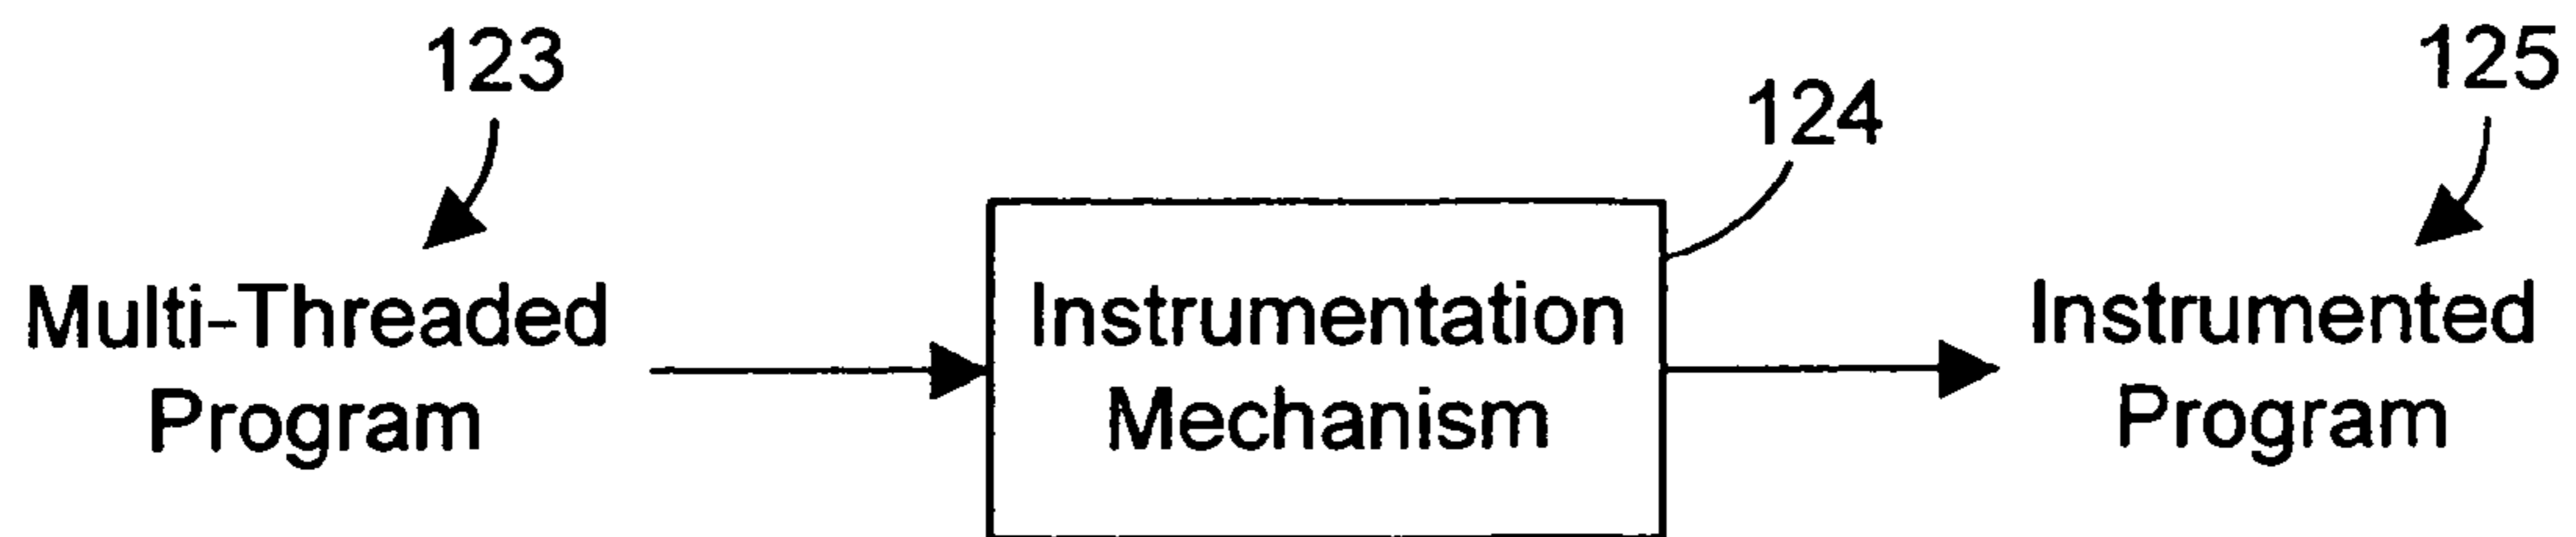 123
125
124
Multi-Threaded
Program
Instrumentation
Mechanism
Instrumented
Program